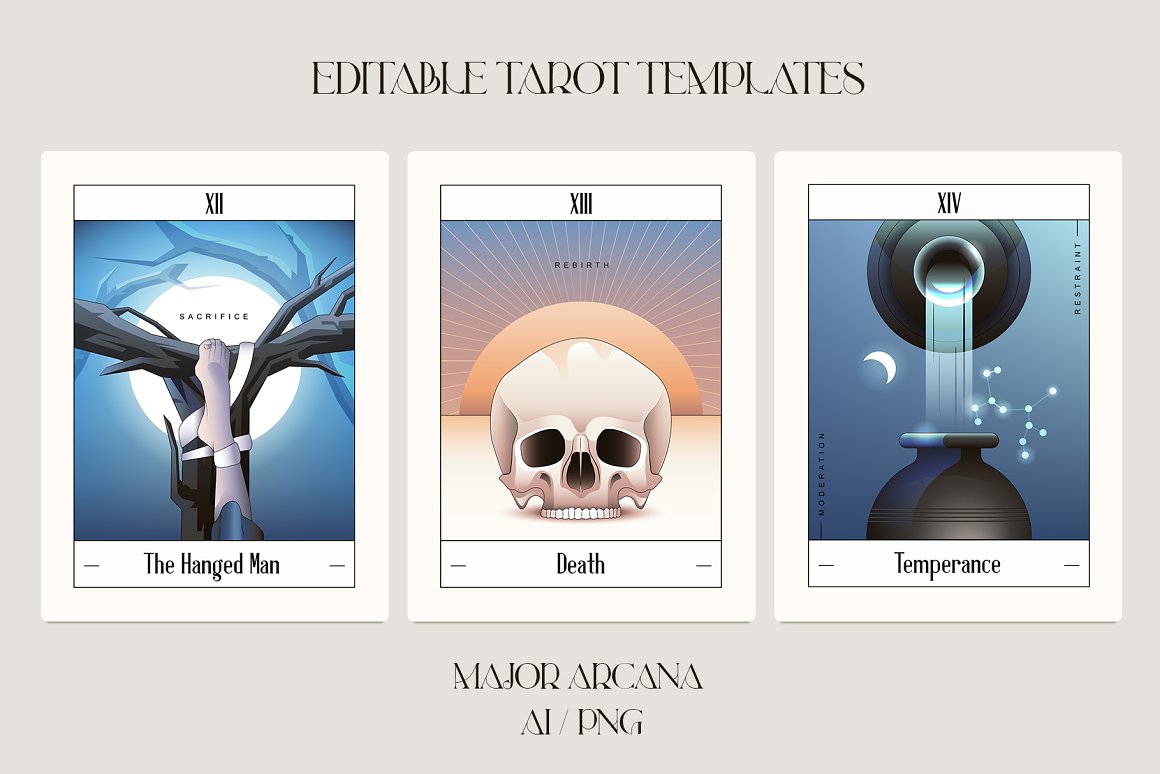 EDITABLE TAROT TEMPLATES
XII
SACRIFICE
The Hanged Man
XIII
REBIRTH
Death
XIV
RESTRAINT
MODERATION
Temperance
MAJOR ARCANA
AI / PNG